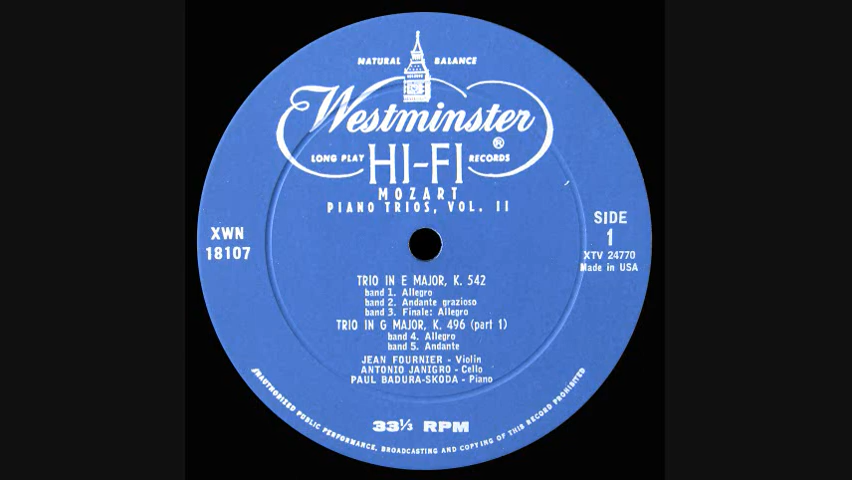 NATURAL BALANCE
Westminster®
LONG PLAY HI-FI RECORDS
MOZART
PIANO TRIOS, VOL. II
XWN
18107
SIDE
1
XTV 24770
Made in USA
TRIO IN E MAJOR, K. 542
band 1. Allegro
band 2. Andante grazioso
band 3. Finale: Allegro
TRIO IN G MAJOR, K. 496 (part 1)
band 4. Allegro
band 5. Andante
JEAN FOURNIER - Violin
ANTONIO JANIGRO - Cello
PAUL BADURA-SKODA - Piano
33⅓ RPM
UNAUTHORISED PUBLIC PERFORMANCE, BROADCASTING AND COPYING OF THIS RECORD PROHIBITED